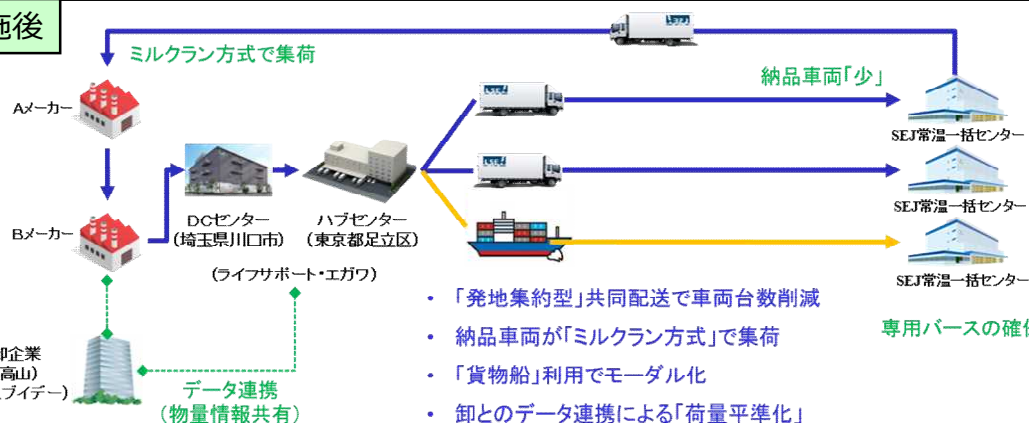 施後
ミルクラン方式で集荷
納品車両「少」
Aメーカー
SEJ常温一括センター
Bメーカー
DCセンター
(埼玉県川口市)
ハブセンター
(東京都足立区)
SEJ常温一括センター
(ライフサポート・エガワ)
SEJ常温一括センター
・ 「発地集約型」共同配送で車両台数削減
・ 納品車両が「ミルクラン方式」で集荷
専用バースの確
卸企業
高山)
ブイデー)
データ連携
(物量情報共有)
・ 「貨物船」利用でモーダル化
・ 卸とのデータ連携による「荷量平準化」